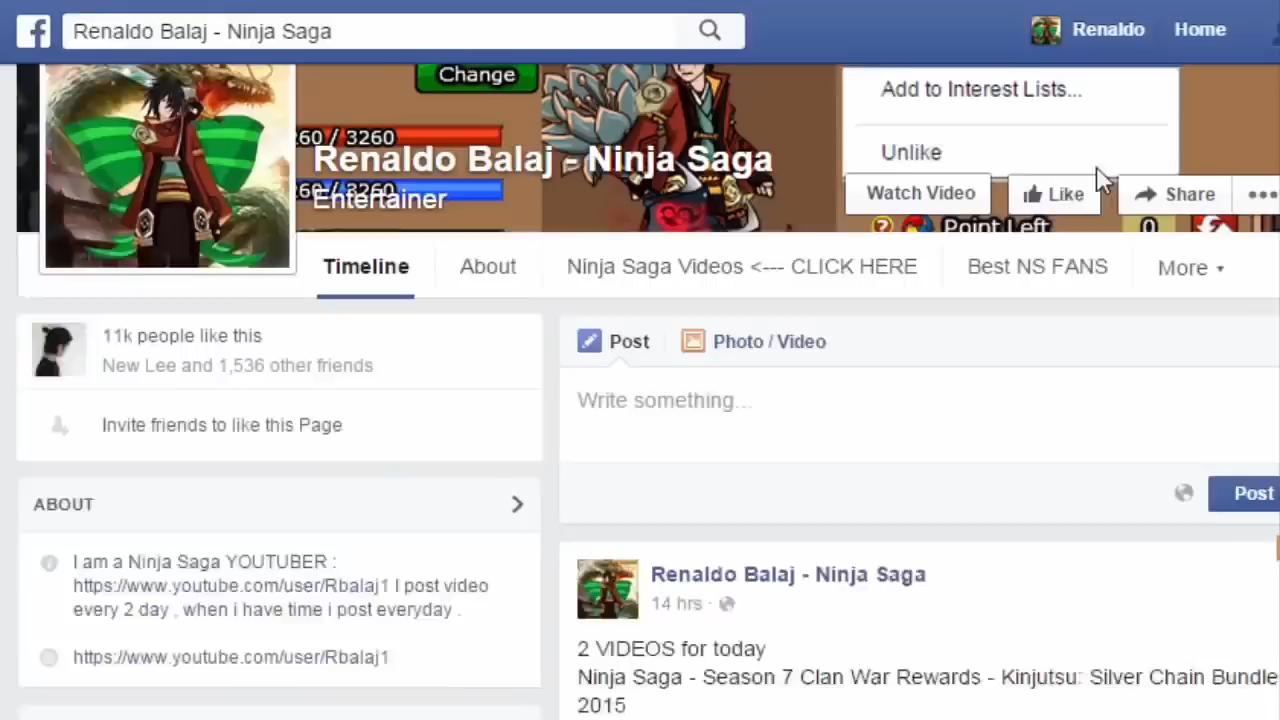 Renaldo Balaj - Ninja Saga
Renaldo
Home
Change
Add to Interest Lists...
260 / 3260
Renaldo Balaj - Ninja Saga
Unlike
260 / 3260
Entertainer
Watch Video
Like
Share
Point Left
0
Timeline
About
Ninja Saga Videos <--- CLICK HERE
Best NS FANS
More
11k people like this
New Lee and 1,536 other friends
Invite friends to like this Page
Post
Photo / Video
Write something...
Post
ABOUT
I am a Ninja Saga YOUTUBER :
https://www.youtube.com/user/Rbalaj1 I post video
every 2 day , when i have time i post everyday .
https://www.youtube.com/user/Rbalaj1
Renaldo Balaj - Ninja Saga
14 hrs ·
2 VIDEOS for today
Ninja Saga - Season 7 Clan War Rewards - Kinjutsu: Silver Chain Bundle
2015